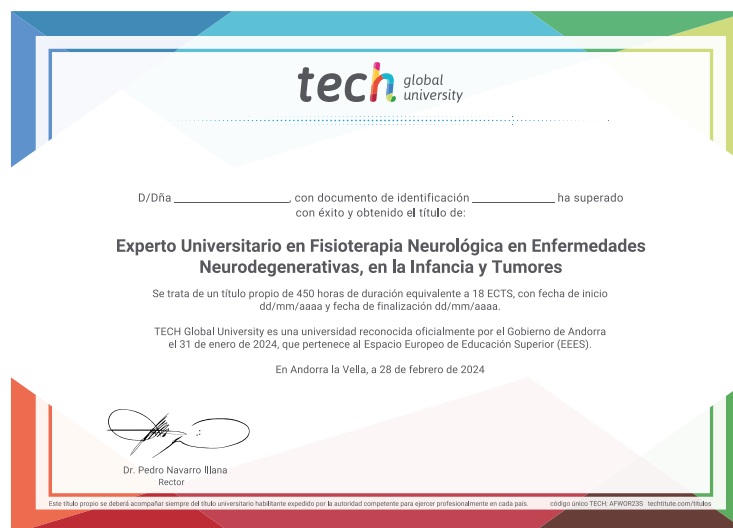 tech global
university
D/Dña ____________________, con documento de identificación ______________ ha superado
con éxito y obtenido el título de:
Experto Universitario en Fisioterapia Neurológica en Enfermedades
Neurodegenerativas, en la Infancia y Tumores
Se trata de un título propio de 450 horas de duración equivalente a 18 ECTS, con fecha de inicio
dd/mm/aaaa y fecha de finalización dd/mm/aaaa.
TECH Global University es una universidad reconocida oficialmente por el Gobierno de Andorra
el 31 de enero de 2024, que pertenece al Espacio Europeo de Educación Superior (EEES).
En Andorra la Vella, a 28 de febrero de 2024
Dr. Pedro Navarro Illana
Rector
Este título propio se deberá acompañar siempre del título universitario habilitante expedido por la autoridad competente para ejercer profesionalmente en cada país. código único TECH: AFWOR23S techtitute.com/titulos